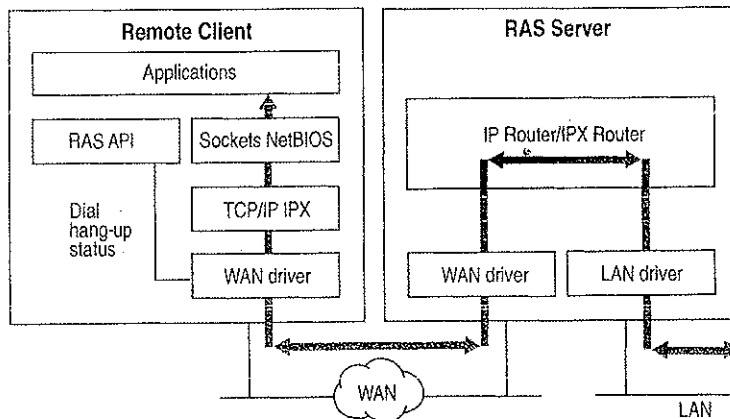 Remote Client
Applications
RAS API
Sockets NetBIOS
TCP/IP IPX
Dial
hang-up
status
WAN driver
RAS Server
IP Router/IPX Router
WAN driver
LAN driver
WAN
LAN